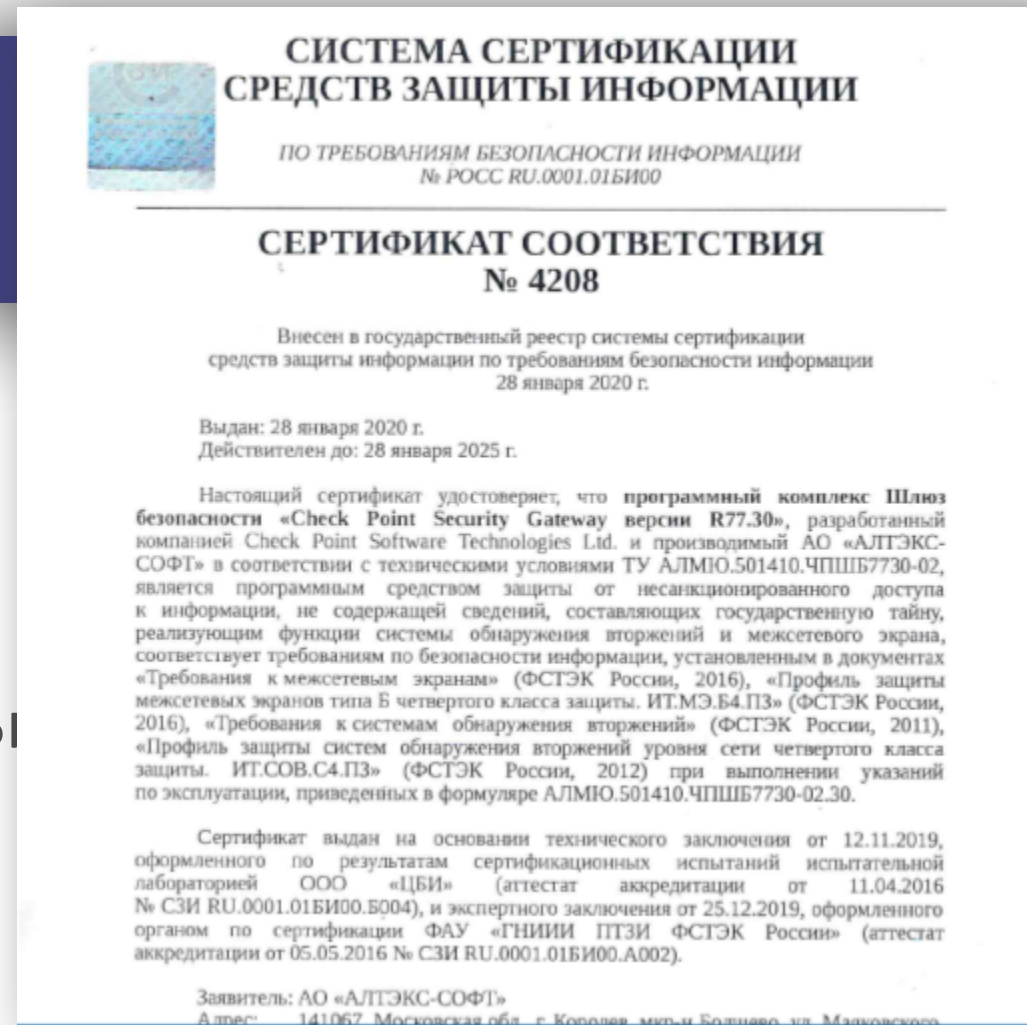 СИСТЕМА СЕРТИФИКАЦИИ
СРЕДСТВ ЗАЩИТЫ ИНФОРМАЦИИ
ПО ТРЕБОВАНИЯМ БЕЗОПАСНОСТИ ИНФОРМАЦИИ
№ РОСС RU.0001.01БИ00
СЕРТИФИКАТ СООТВЕТСТВИЯ
№ 4208
Внесен в государственный реестр системы сертификации
средств защиты информации по требованиям безопасности информации
28 января 2020 г.
Выдан: 28 января 2020 г.
Действителен до: 28 января 2025 г.
Настоящий сертификат удостоверяет, что программный комплекс Шлюз
безопасности «Check Point Security Gateway версии R77.30», разработанный
компанией Check Point Software Technologies Ltd. и производимый АО «АЛТЭКС-
СОФТ» в соответствии с техническими условиями ТУ АЛМЮ.501410.ЧПШБ7730-02,
является программным средством защиты от несанкционированного доступа
к информации, не содержащей сведений, составляющих государственную тайну,
реализующим функции системы обнаружения вторжений и межсетевого экрана,
соответствует требованиям по безопасности информации, установленным в документах
«Требования к межсетевым экранам» (ФСТЭК России, 2016), «Профиль защиты
межсетевых экранов типа Б четвертого класса защиты. ИТ.МЭ.Б4.ПЗ» (ФСТЭК России,
2016), «Требования к системам обнаружения вторжений» (ФСТЭК России, 2011),
«Профиль защиты систем обнаружения вторжений уровня сети четвертого класса
защиты. ИТ.СОВ.С4.ПЗ» (ФСТЭК России, 2012) при выполнении указаний
по эксплуатации, приведенных в формуляре АЛМЮ.501410.ЧПШБ7730-02.30.
Сертификат выдан на основании технического заключения от 12.11.2019,
оформленного по результатам сертификационных испытаний испытательной
лабораторией ООО «ЦБИ» (аттестат аккредитации от 11.04.2016
№ СЗИ RU.0001.01БИ00.Б004), и экспертного заключения от 25.12.2019, оформленного
органом по сертификации ФАУ «ГНИИИ ПТЗИ ФСТЭК России» (аттестат
аккредитации от 05.05.2016 № СЗИ RU.0001.01БИ00.А002).
Заявитель: АО «АЛТЭКС-СОФТ»
Адрес: 141067, Московская обл., г. Королев, мкр-н Болшево, ул. Маяковского,